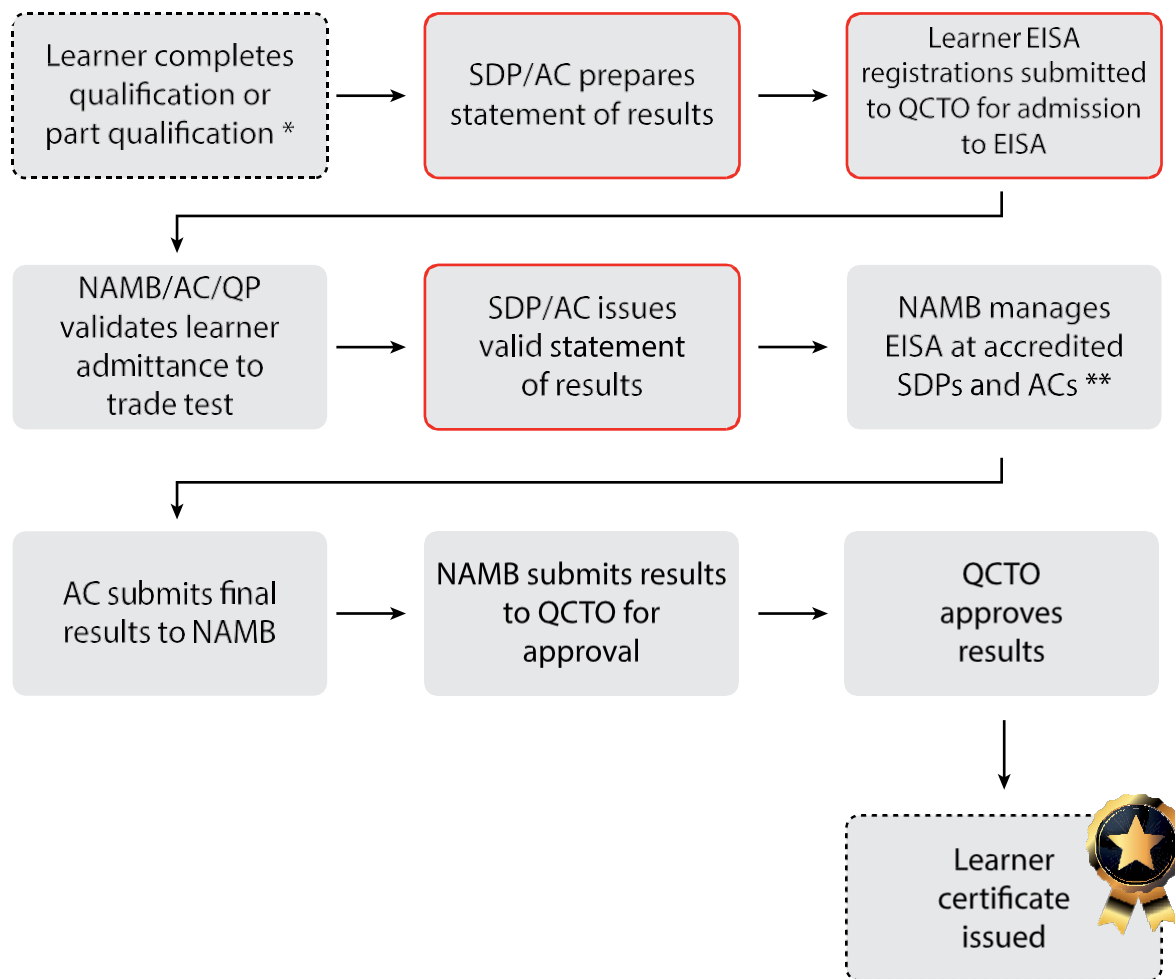 Learner completes
qualification or
part qualification *
SDP/AC prepares
statement of results
Learner EISA
registrations submitted
to QCTO for admission
to EISA
NAMB/AC/QP
validates learner
admittance to
trade test
SDP/AC issues
valid statement
of results
NAMB manages
EISA at accredited
SDPs and ACs **
AC submits final
results to NAMB
NAMB submits results
to QCTO for
approval
QCTO
approves
results
Learner
certificate
issued